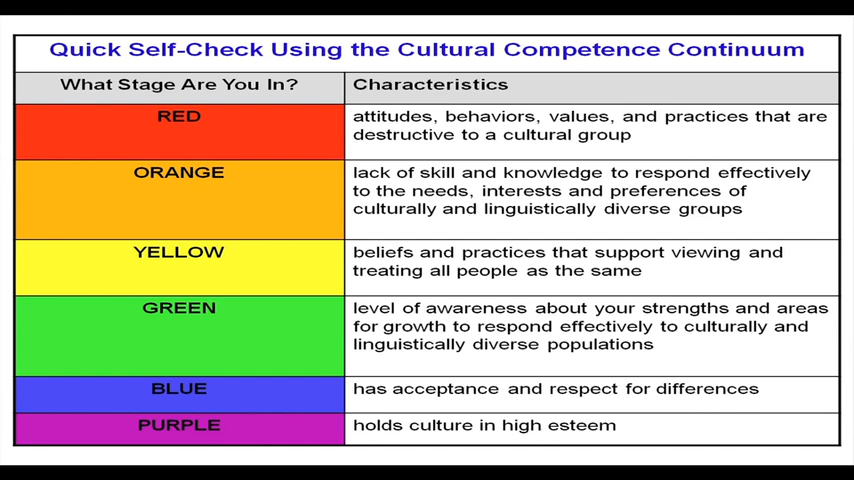 Quick Self-Check Using the Cultural Competence Continuum
What Stage Are You In?
Characteristics
RED
attitudes, behaviors, values, and practices that are
destructive to a cultural group
ORANGE
lack of skill and knowledge to respond effectively
to the needs, interests and preferences of
culturally and linguistically diverse groups
YELLOW
beliefs and practices that support viewing and
treating all people as the same
GREEN
level of awareness about your strengths and areas
for growth to respond effectively to culturally and
linguistically diverse populations
BLUE
has acceptance and respect for differences
PURPLE
holds culture in high esteem